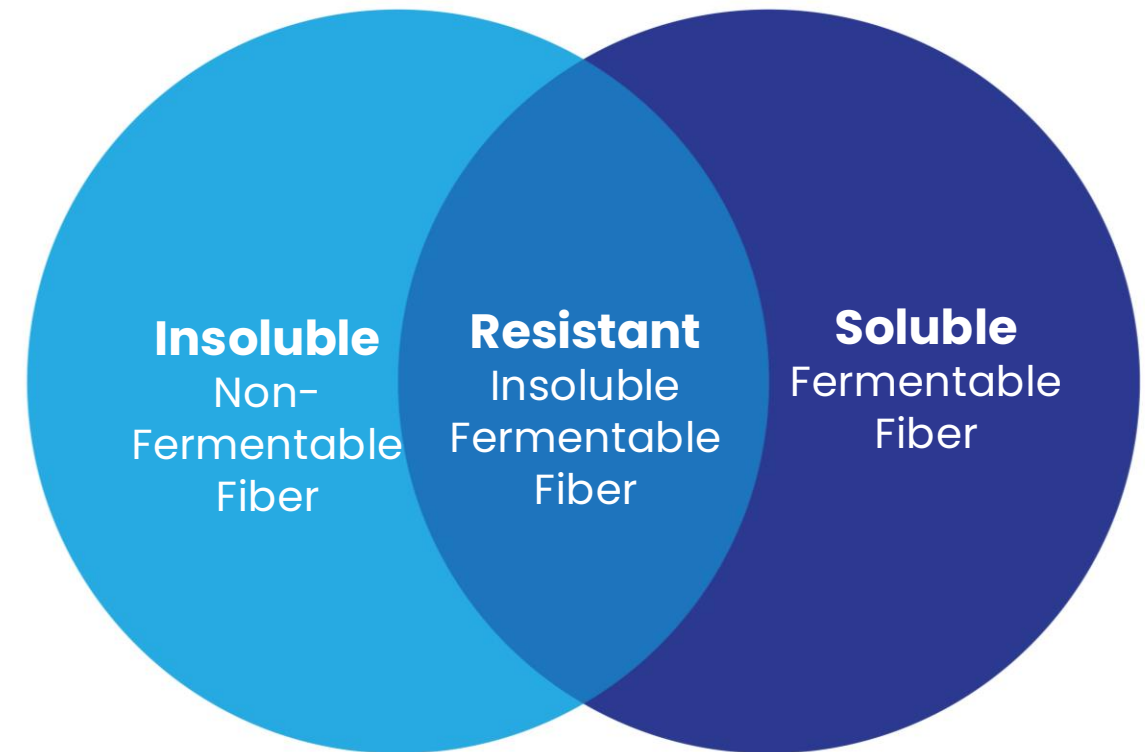 Insoluble
Non-
Fermentable
Fiber
Resistant
Insoluble
Fermentable
Fiber
Soluble
Fermentable
Fiber